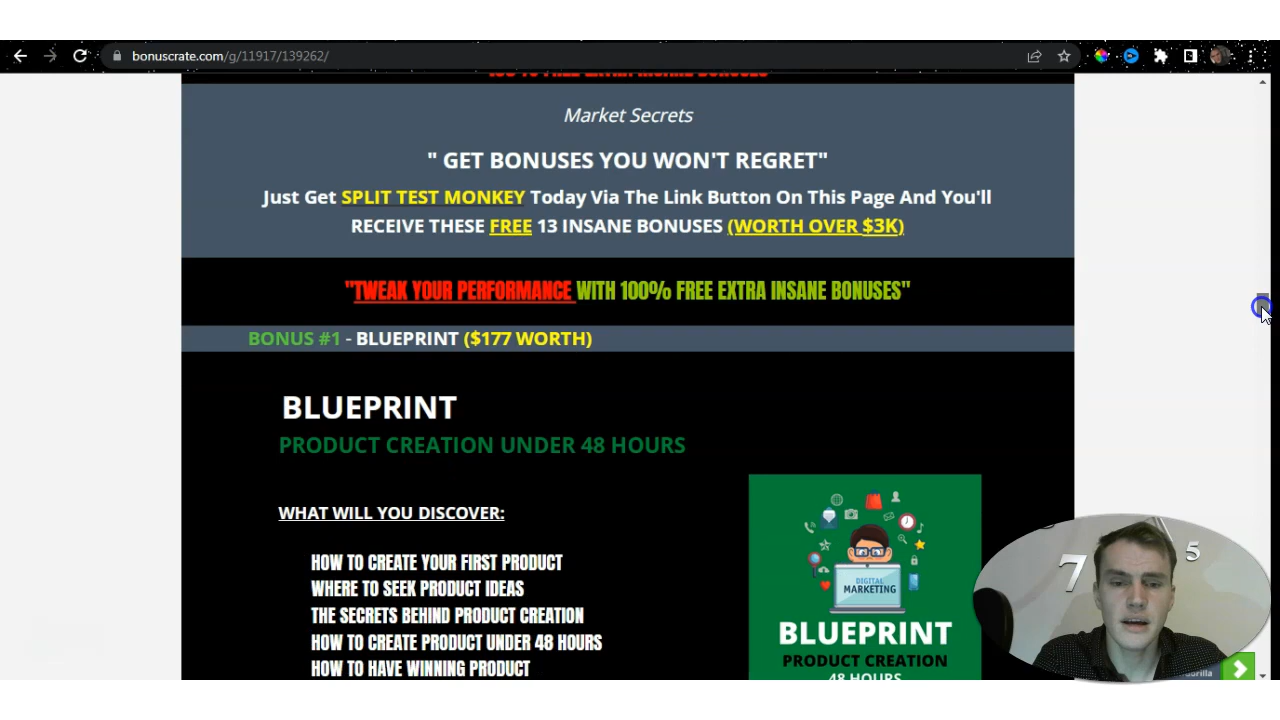 bonuscrate.com/g/11917/139262/
Market Secrets
" GET BONUSES YOU WON'T REGRET"
Just Get SPLIT TEST MONKEY Today Via The Link Button On This Page And You'll
RECEIVE THESE FREE 13 INSANE BONUSES (WORTH OVER $3K)
"TWEAK YOUR PERFORMANCE WITH 100% FREE EXTRA INSANE BONUSES"
BONUS #1 - BLUEPRINT ($177 WORTH)
BLUEPRINT
PRODUCT CREATION UNDER 48 HOURS
WHAT WILL YOU DISCOVER:
HOW TO CREATE YOUR FIRST PRODUCT
WHERE TO SEEK PRODUCT IDEAS
THE SECRETS BEHIND PRODUCT CREATION
HOW TO CREATE PRODUCT UNDER 48 HOURS
HOW TO HAVE WINNING PRODUCT
DIGITAL
MARKETING
BLUEPRINT
PRODUCT CREATION
48 HOURS
7
5